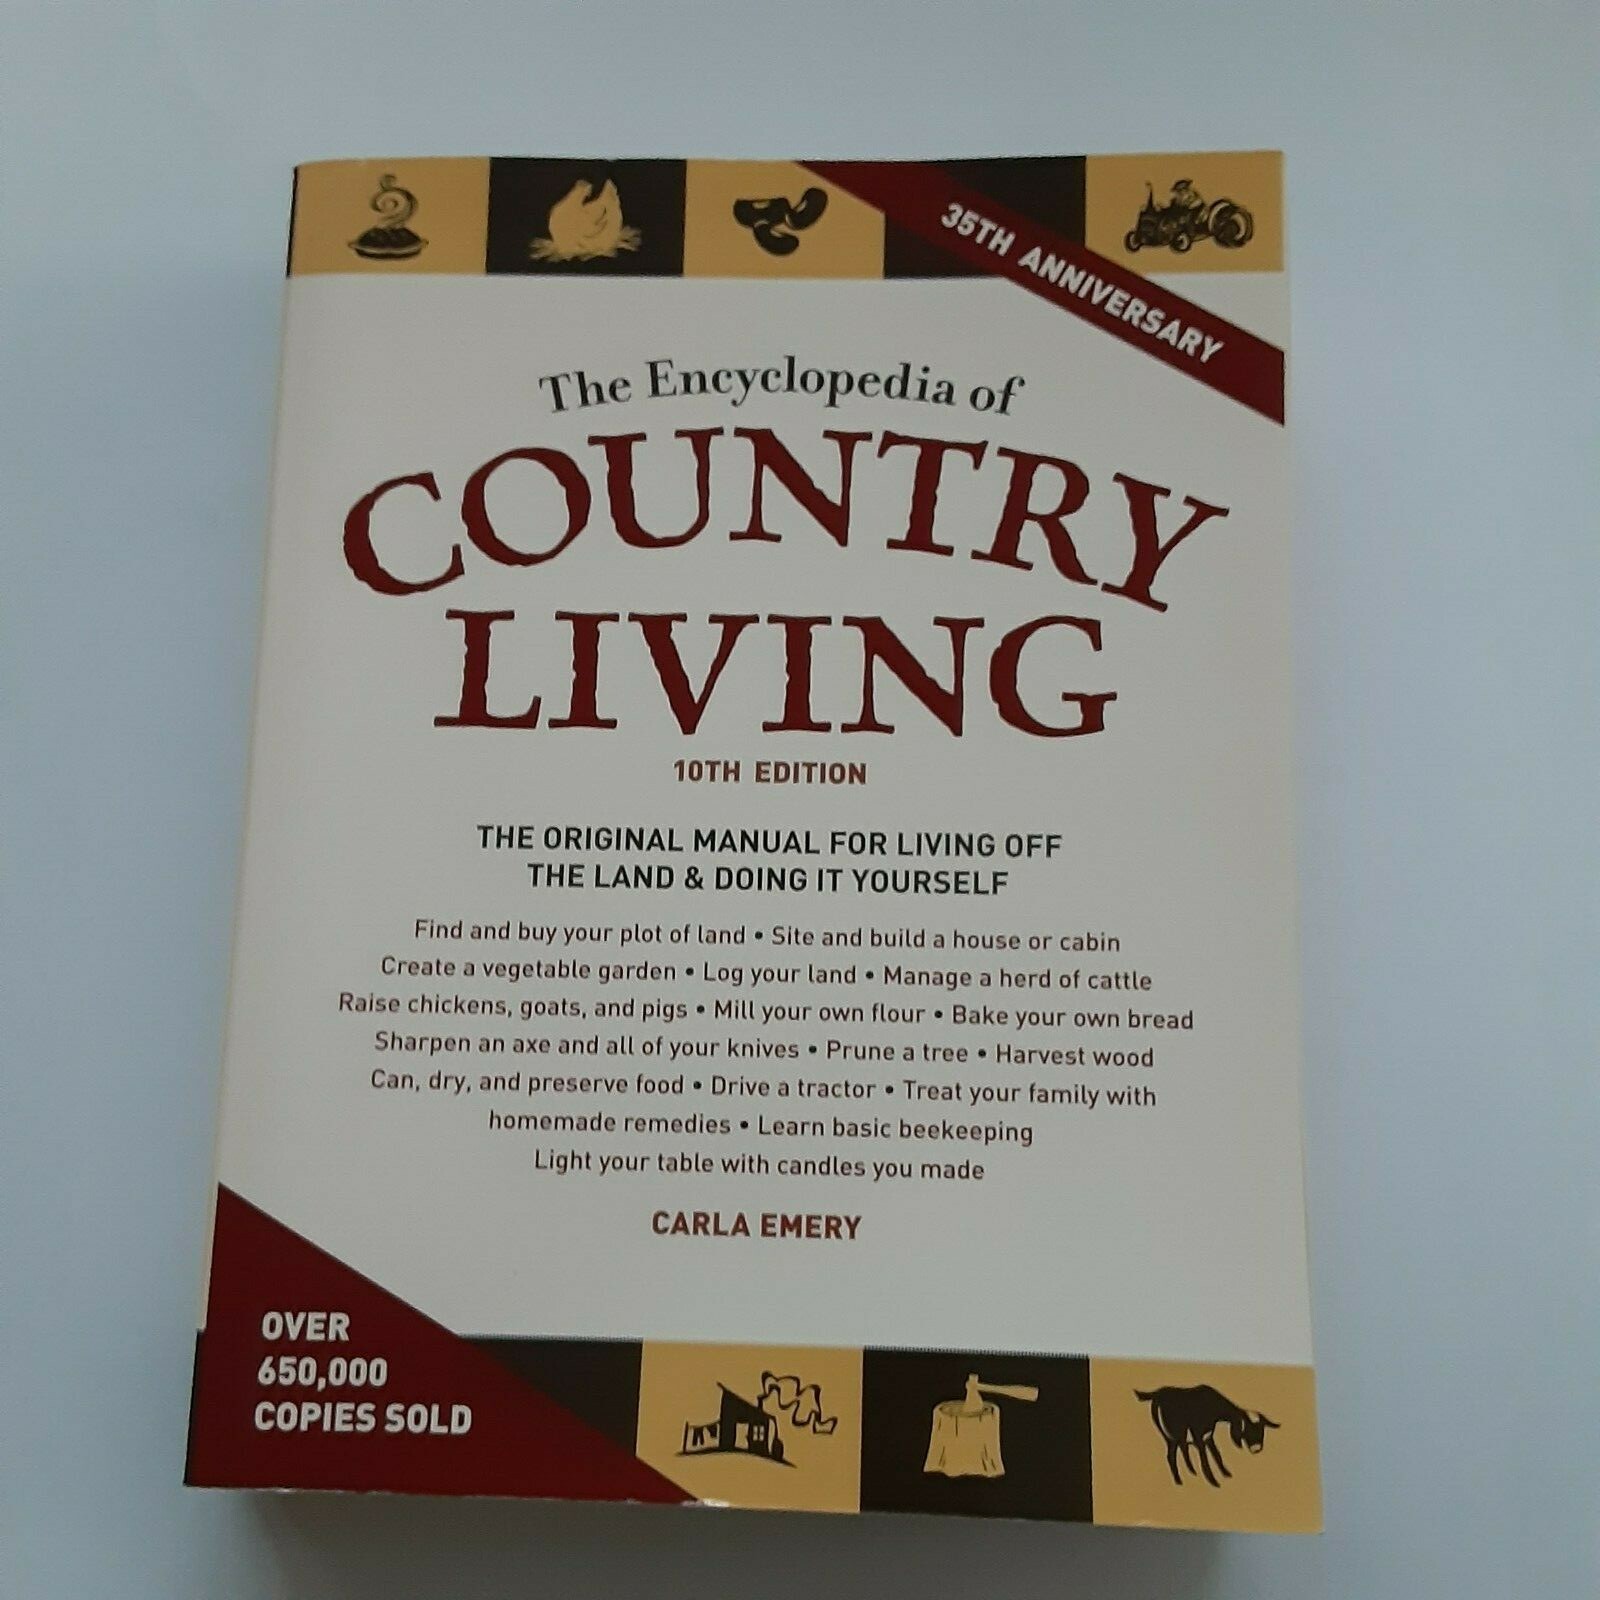 35TH ANNIVERSARY
The Encyclopedia of
COUNTRY
LIVING
10TH EDITION
THE ORIGINAL MANUAL FOR LIVING OFF
THE LAND & DOING IT YOURSELF
Find and buy your plot of land • Site and build a house or cabin
Create a vegetable garden • Log your land • Manage a herd of cattle
Raise chickens, goats, and pigs • Mill your own flour • Bake your own bread
Sharpen an axe and all of your knives • Prune a tree • Harvest wood
Can, dry, and preserve food • Drive a tractor • Treat your family with
homemade remedies • Learn basic beekeeping
Light your table with candles you made
CARLA EMERY
OVER
650,000
COPIES SOLD